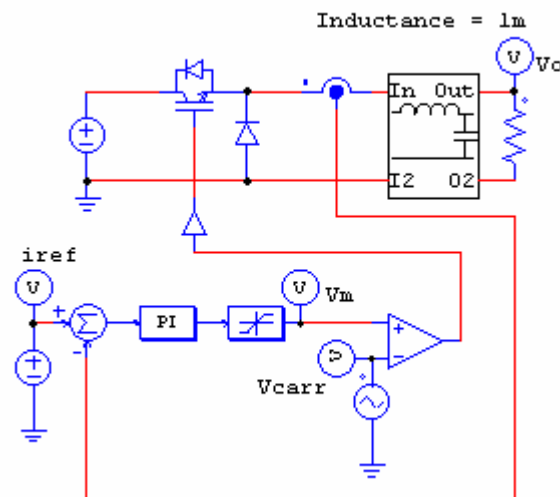 Inductance = 1m
V
Vo
In Out
I2 O2
iref
V
V
Vm
PI
V
Vcarr